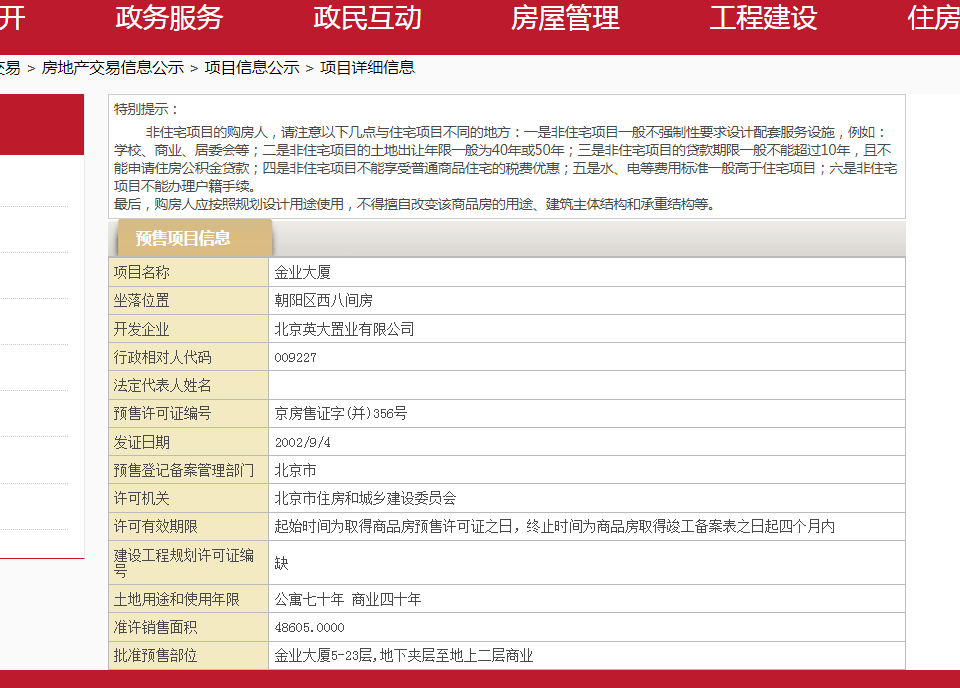 开 政务服务 政民互动 房屋管理 工程建设 住房
交易 > 房地产交易信息公示 > 项目信息公示 > 项目详细信息
特别提示：
非住宅项目的购房人，请注意以下几点与住宅项目不同的地方：一是非住宅项目一般不强制性要求设计配套服务设施，例如：
学校、商业、居委会等；二是非住宅项目的土地出让年限一般为40年或50年；三是非住宅项目的贷款期限一般不能超过10年，且不
能申请住房公积金贷款；四是非住宅项目不能享受普通商品住宅的税费优惠；五是水、电等费用标准一般高于住宅项目；六是非住宅
项目不能办理户籍手续。
最后，购房人应按照规划设计用途使用，不得擅自改变该商品房的用途、建筑主体结构和承重结构等。
预售项目信息
项目名称 金业大厦
坐落位置 朝阳区西八间房
开发企业 北京英大置业有限公司
行政相对人代码 009227
法定代表人姓名
预售许可证编号 京房售证字(并)356号
发证日期 2002/9/4
预售登记备案管理部门 北京市
许可机关 北京市住房和城乡建设委员会
许可有效期限 起始时间为取得商品房预售许可证之日，终止时间为商品房取得竣工备案表之日起四个月内
建设工程规划许可证编
号 缺
土地用途和使用年限 公寓七十年 商业四十年
准许销售面积 48605.0000
批准预售部位 金业大厦5-23层,地下夹层至地上二层商业